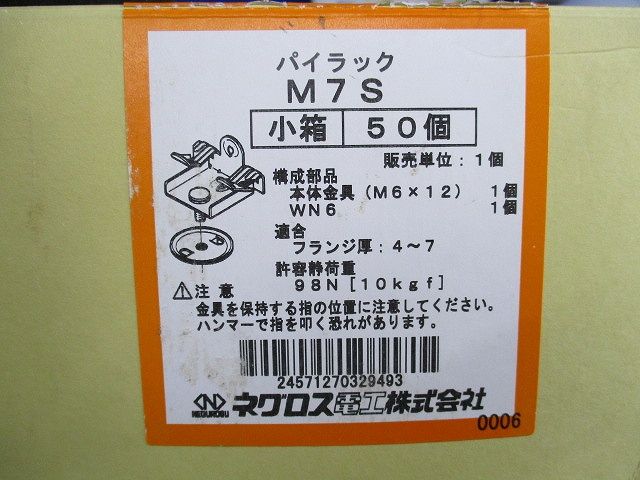 パイラック
M7S
小箱 50個
販売単位:1個
構成部品
本体金具(M6×12) 1個
WN6 1個
適合
フランジ厚:4~7
許容静荷重
98N[10kgf]
注意
金具を保持する指の位置に注意してください。
ハンマーで指を叩く恐れがあります。
24571270329493
NEGUROSU ネグロス電工株式会社
0006